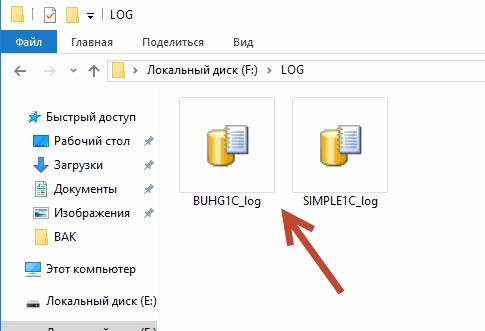 LOG
Файл Главная Поделиться Вид
Локальный диск (F:) LOG
Быстрый доступ
Рабочий стол
Загрузки
Документы
Изображения
BAK
Этот компьютер
Локальный диск (E:)
BUHG1C_log SIMPLE1C_log